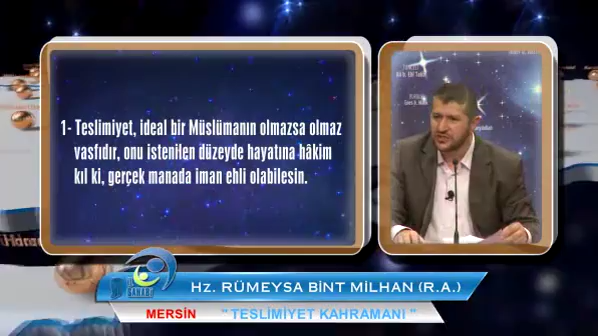 1- Teslimiyet, ideal bir Müslümanın olmazsa olmaz
vasfıdır, onu istenilen düzeyde hayatına hâkim
kıl ki, gerçek manada iman ehli olabilesin.
SAHABE
Hz. RÜMEYSA BİNT MİLHAN (R.A.)
MERSİN " TESLİMİYET KAHRAMANI "